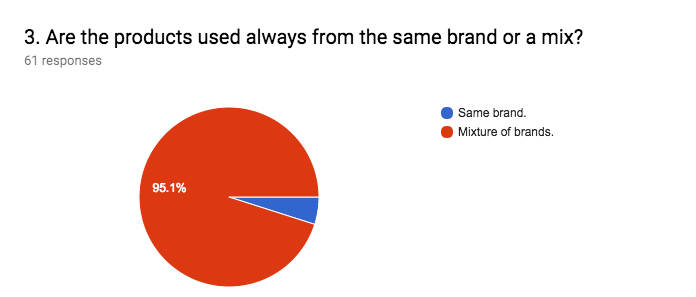 3. Are the products used always from the same brand or a mix?
61 responses
Same brand.
Mixture of brands.
95.1%